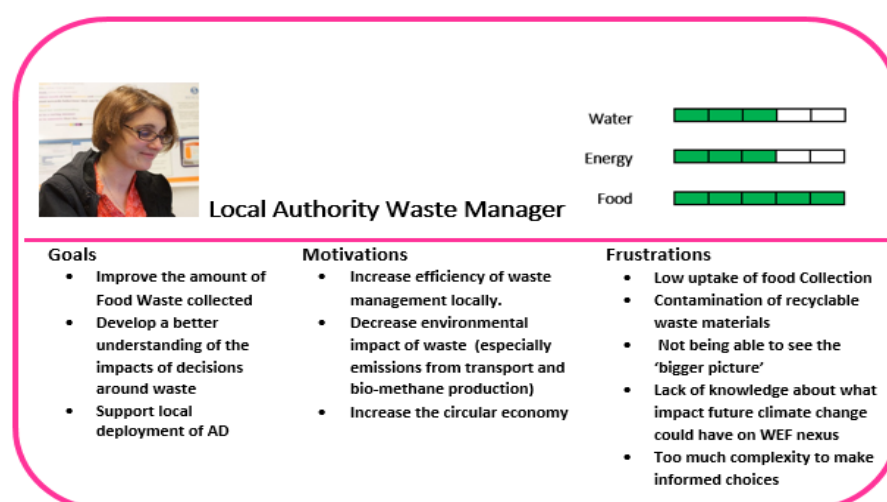 Water
Energy
Food
Local Authority Waste Manager
Goals
• Improve the amount of
Food Waste collected
• Develop a better
understanding of the
impacts of decisions
around waste
• Support local
deployment of AD
Motivations
• Increase efficiency of waste
management locally.
• Decrease environmental
impact of waste (especially
emissions from transport and
bio-methane production)
• Increase the circular economy
Frustrations
• Low uptake of food Collection
• Contamination of recyclable
waste materials
• Not being able to see the
‘bigger picture’
• Lack of knowledge about what
impact future climate change
could have on WEF nexus
• Too much complexity to make
informed choices